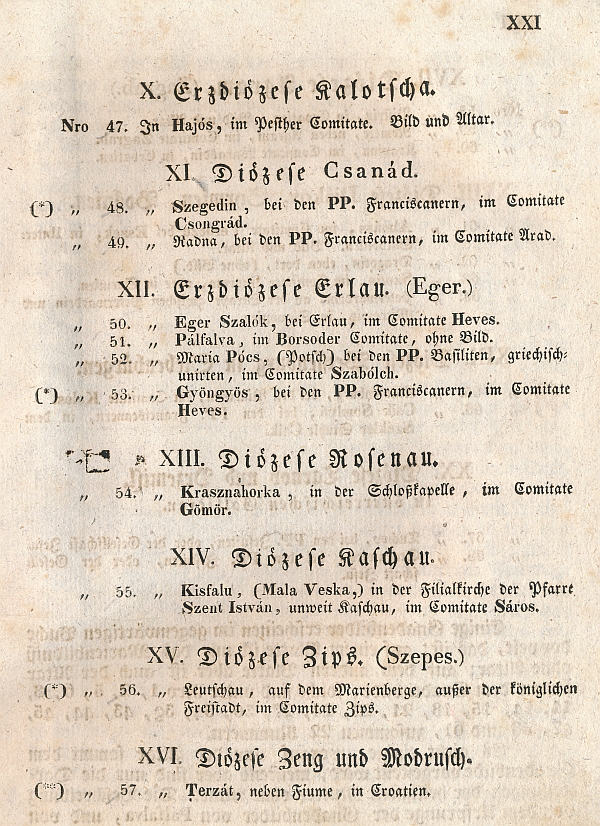 XXI
X. Erzdiözese Kalotscha.
Nro 47. In Hajós, im Pesther Comitate. Bild und Altar.
XI. Diözese Csanád.
(*) „ 48. „ Szegedin, bei den PP. Franciscanern, im Comitate
Csongrád.
„ 49. „ Radna, bei den PP. Franciscanern, im Comitate Arad.
XII. Erzdiözese Erlau. (Eger.)
„ 50. „ Eger Szalók, bei Erlau, im Comitate Heves.
„ 51. „ Pálfalva, im Borsoder Comitate, ohne Bild.
„ 52. „ Maria Pócs, (Potsch) bei den PP. Basiliten, griechisch-
unirten, im Comitate Szabólch.
(*) „ 53. „ Gyöngyös, bei den PP. Franciscanern, im Comitate
Heves.
XIII. Diözese Rosenau.
„ 54. „ Krasznahorka, in der Schloßkapelle, im Comitate
Gömör.
XIV. Diözese Kaschau.
„ 55. „ Kisfalu, (Mala Veska,) in der Filialkirche der Pfarre
Szent István, unweit Kaschau, im Comitate Sáros.
XV. Diözese Zips. (Szepes.)
(*) „ 56. „ Leutschau, auf dem Marienberge, außer der königlichen
Freistadt, im Comitate Zips.
XVI. Diözese Zeng und Modrusch.
(**) „ 57. „ Terzát, neben Fiume, in Croatien.